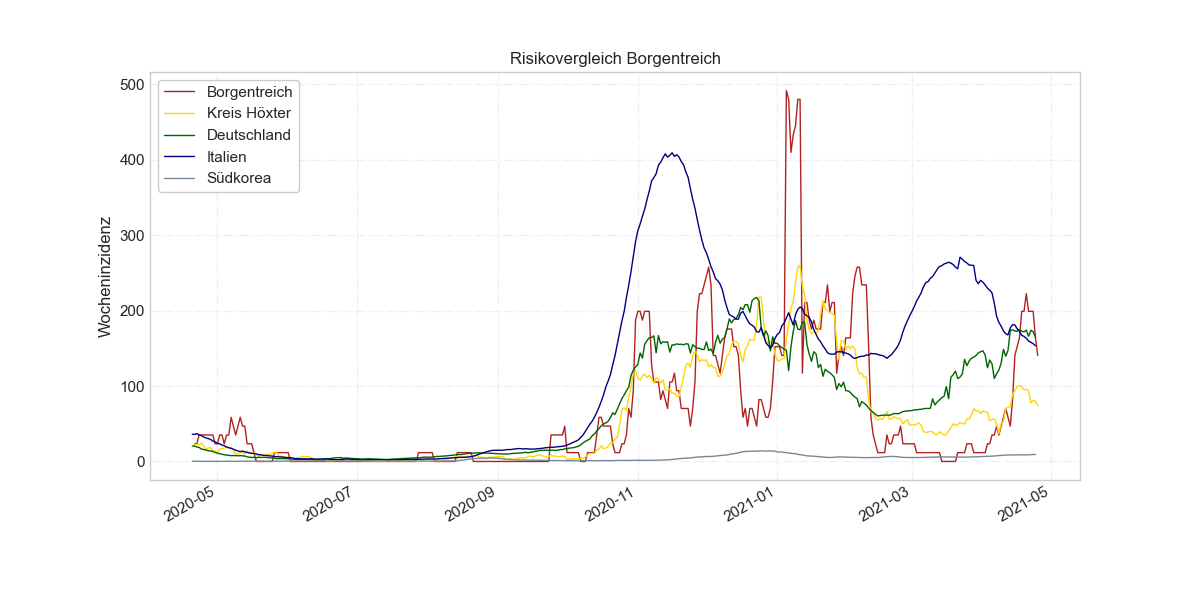 Risikovergleich Borgentreich
Wocheninzidenz
500
400
300
200
100
0
Borgentreich
Kreis Höxter
Deutschland
Italien
Südkorea
2020-05
2020-07
2020-09
2020-11
2021-01
2021-03
2021-05